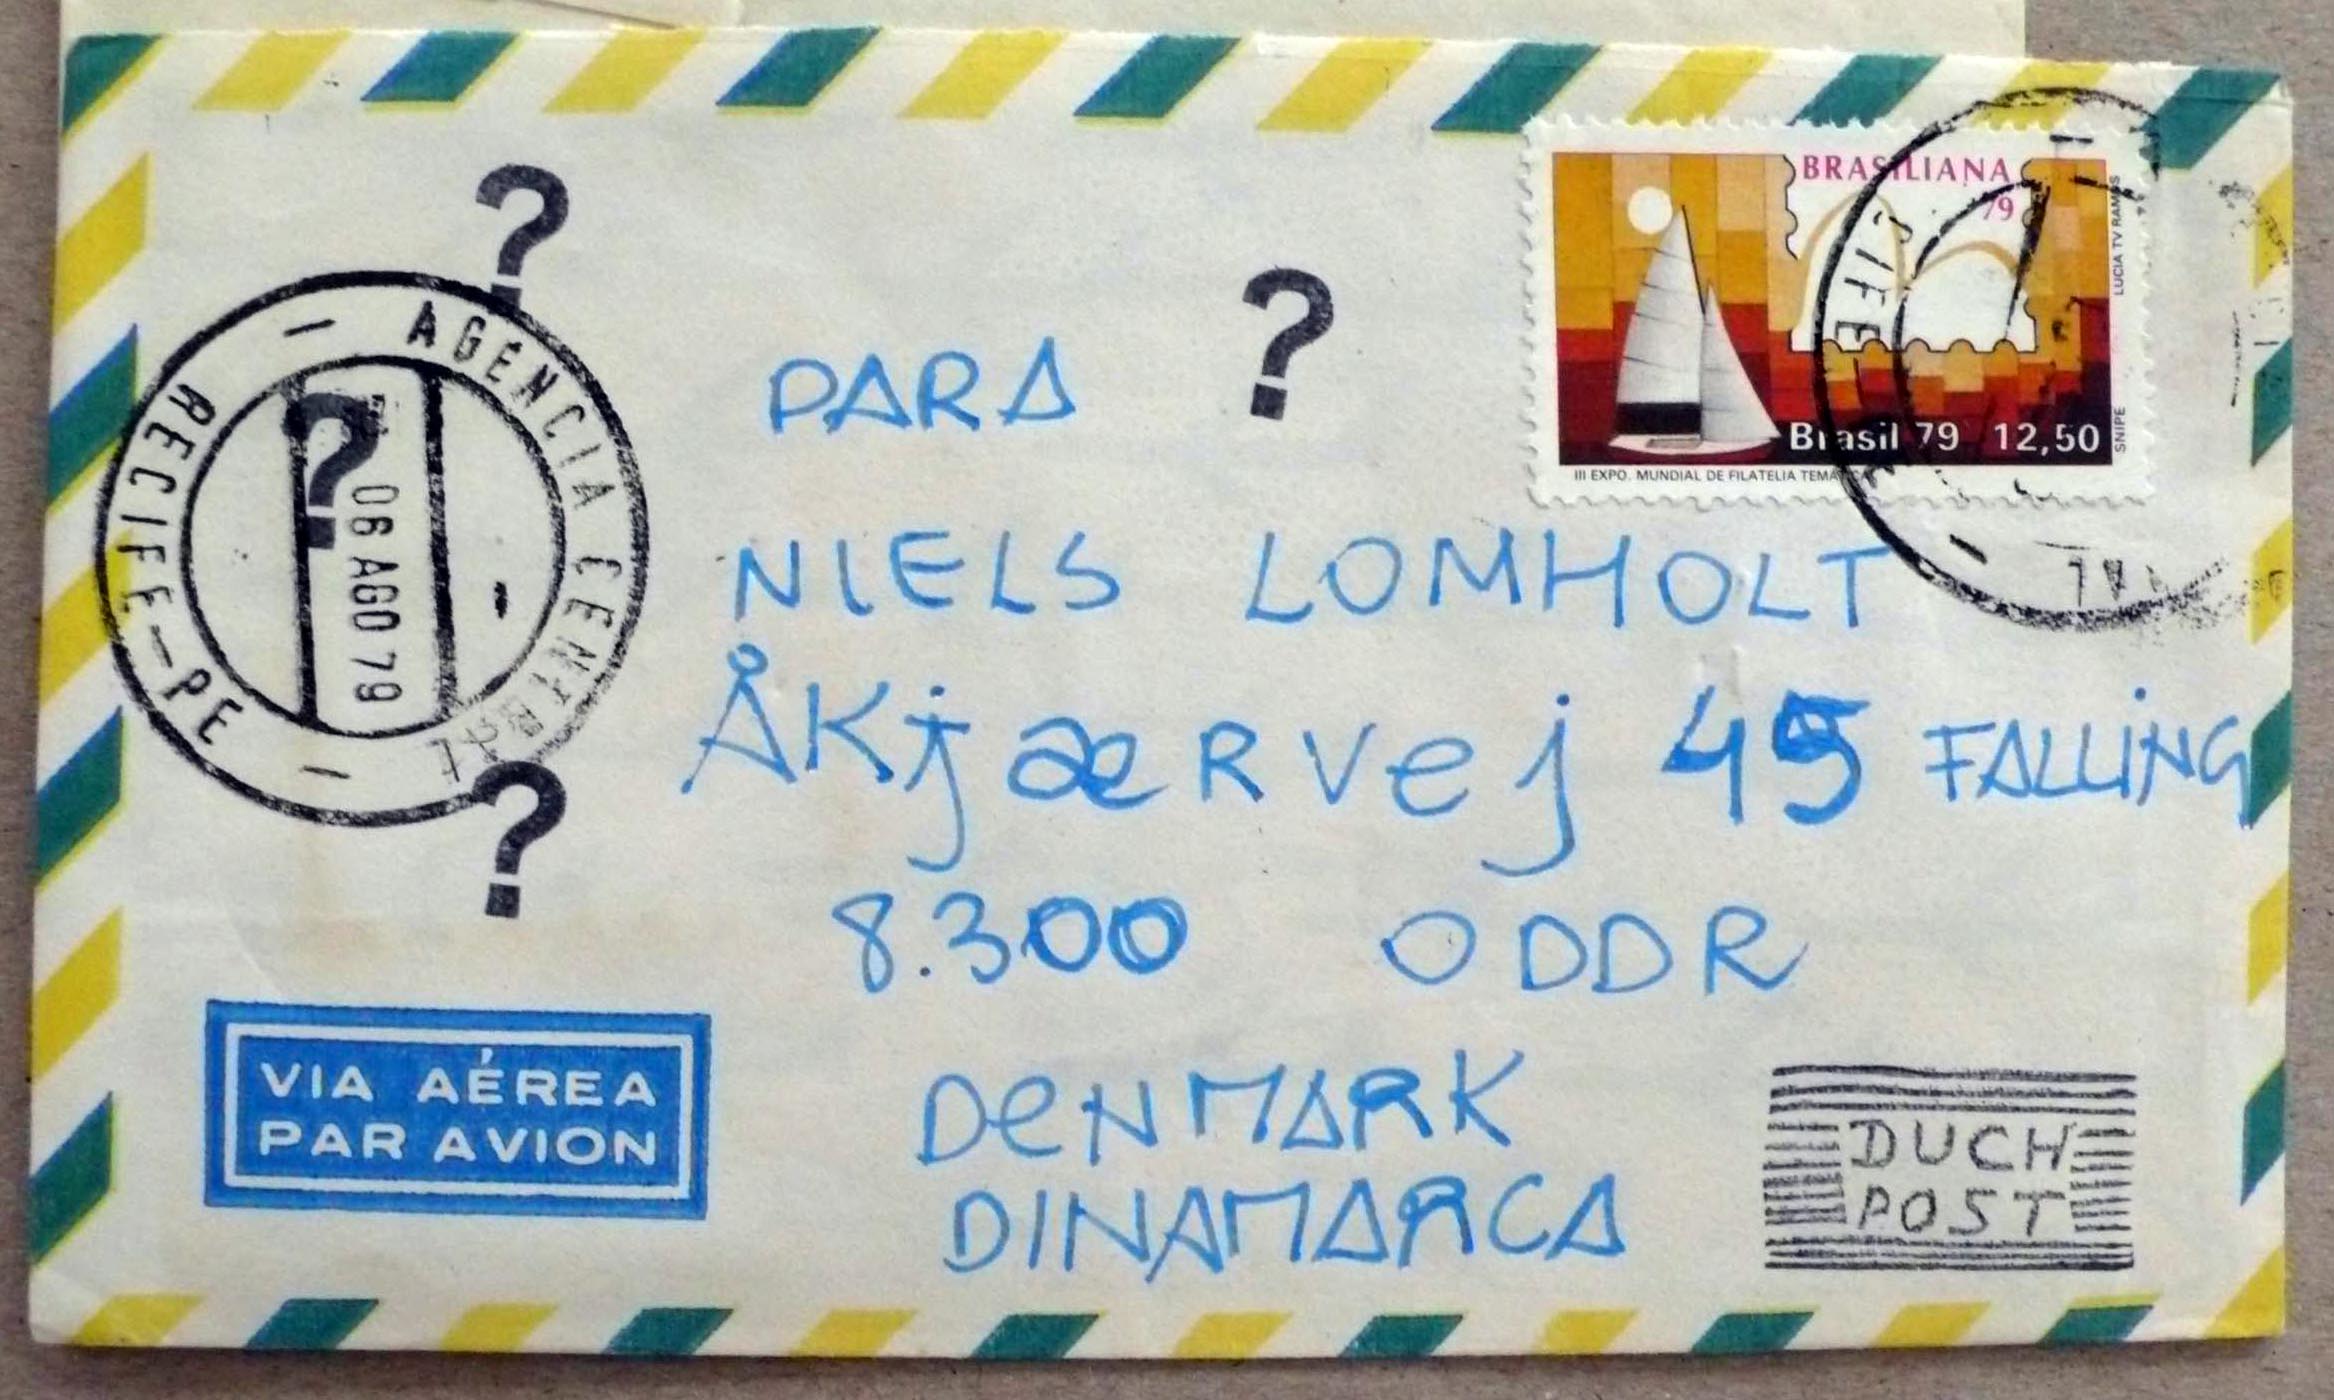 ?
?
?
?
AGENCIA CENTRAL
RECIFE-PE
06 AGO 79
BRASILIANA
79
LUCIA TV RAMOS
SNIPE
Brasil 79 12,50
III EXPO. MUNDIAL DE FILATELIA
CIFE
PARA
NIELS LOMHOLT
ÅKjærvej 45 FALLING
8.300 ODDR
DENMARK
DINAMARCA
VIA AÉREA
PAR AVION
DUCH
POST